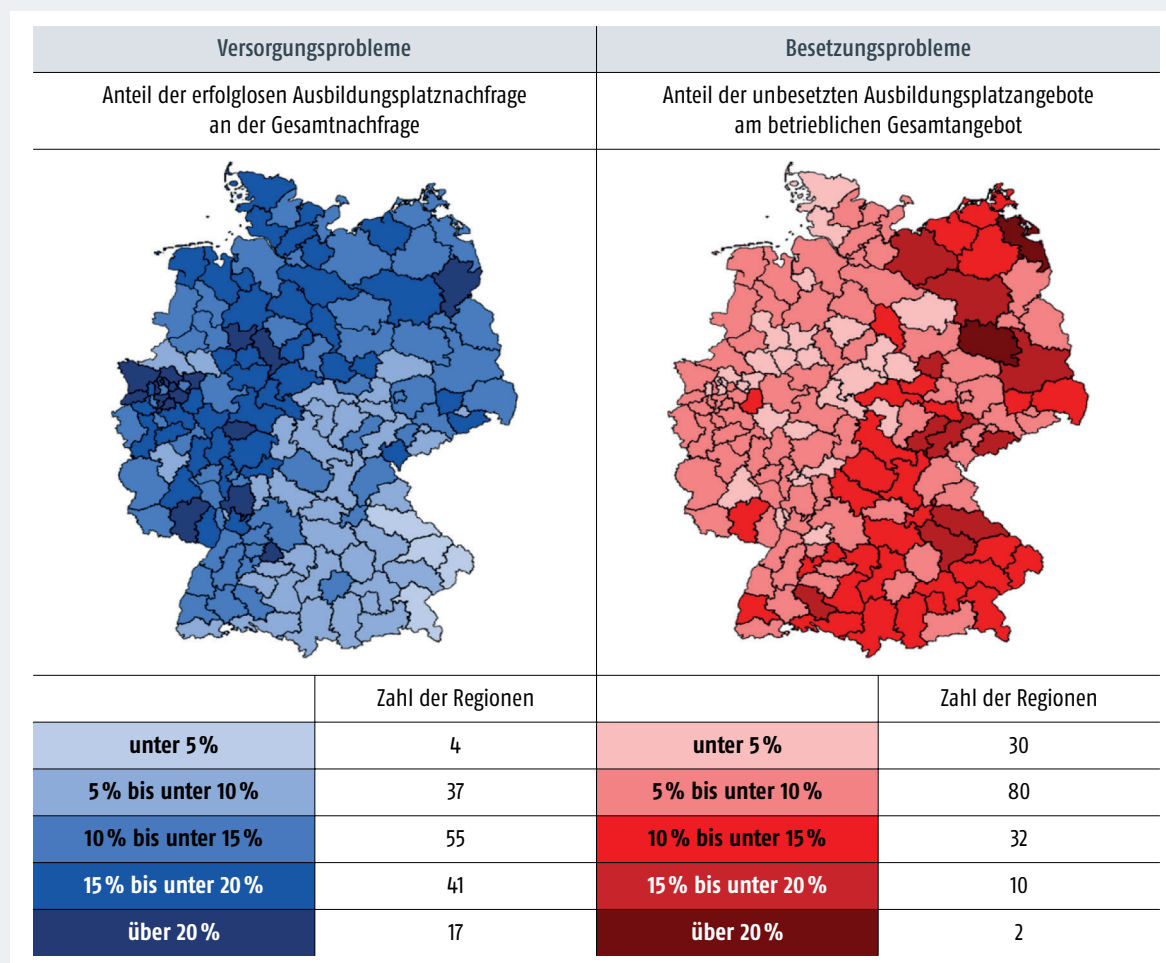 Versorgungsprobleme
Besetzungsprobleme
Anteil der erfolglosen Ausbildungsplatznachfrage
an der Gesamtnachfrage
Anteil der unbesetzten Ausbildungsplatzangebote
am betrieblichen Gesamtangebot
Zahl der Regionen
Zahl der Regionen
unter 5 % 4 unter 5 % 30
5 % bis unter 10 % 37 5 % bis unter 10 % 80
10 % bis unter 15 % 55 10 % bis unter 15 % 32
15 % bis unter 20 % 41 15 % bis unter 20 % 10
über 20 % 17 über 20 % 2